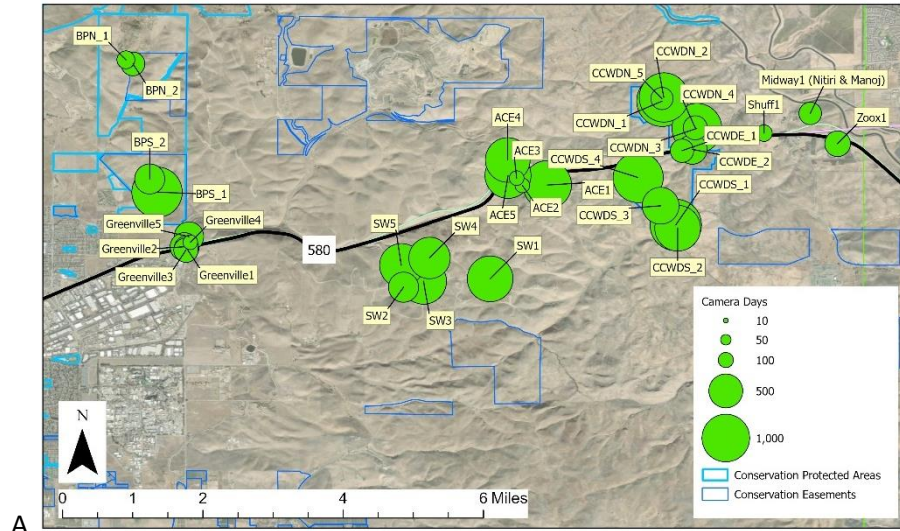 BPN_1
BPN_2
BPS_2
BPS_1
Greenville5
Greenville4
Greenville2
Greenville3
Greenville1
580
SW5
SW4
SW1
SW2
SW3
ACE4
ACE3
ACE1
ACE2
ACE5
CCWDN_2
CCWDN_5
CCWDN_4
CCWDN_1
CCWDN_3
CCWDE_1
CCWDE_2
CCWDS_4
CCWDS_1
CCWDS_3
CCWDS_2
Shuff1
Midway1 (Nitiri & Manoj)
Zoox1
Camera Days
10
50
100
500
1,000
Conservation Protected Areas
Conservation Easements
N
0 1 2 4 6 Miles
A